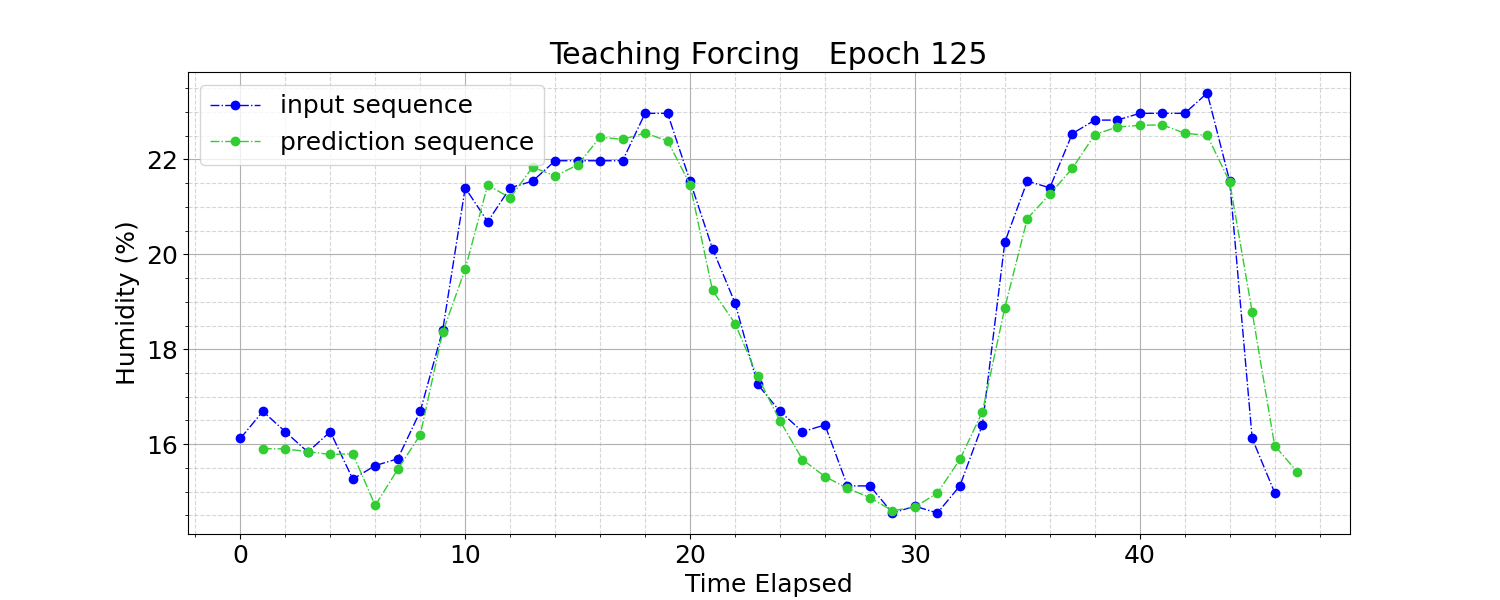 Teaching Forcing   Epoch 125
input sequence
prediction sequence
Humidity (%)
22
20
18
16
0 10 20 30 40
Time Elapsed